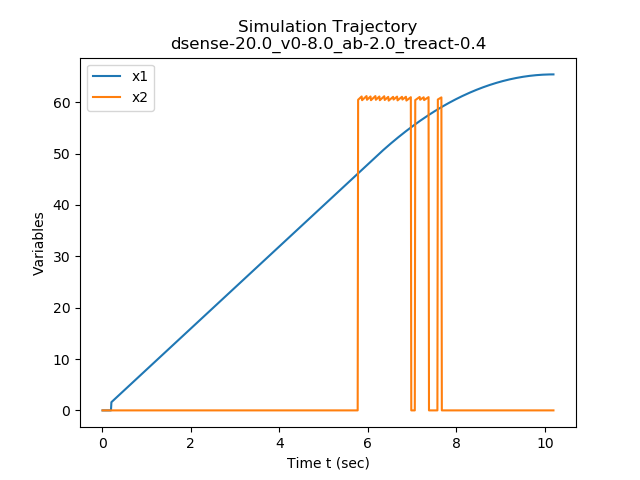 Simulation Trajectory
dsense-20.0_v0-8.0_ab-2.0_treact-0.4
x1
x2
60
50
40
30
20
10
0
Variables
0 2 4 6 8 10
Time t (sec)